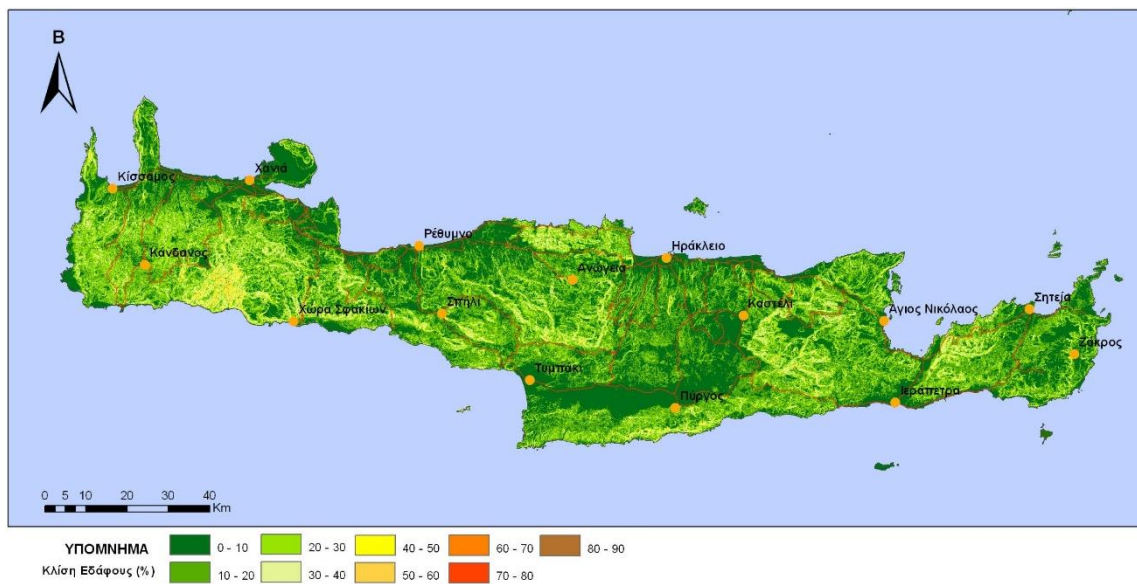 Β
Κίσσαμος
Χανιά
Κάνδανος
Ρέθυμνο
Ηράκλειο
Ανώγεια
Σπήλι
Καστέλι
Χώρα Σφακίων
Άγιος Νικόλαος
Σητεία
Ζάκρος
Τυμπάκι
Πύργος
Ιεράπετρα
0 5 10 20 30 40
Km
ΥΠΟΜΝΗΜΑ
Κλίση Εδάφους (%)
0 - 10 20 - 30 40 - 50 60 - 70 80 - 90
10 - 20 30 - 40 50 - 60 70 - 80